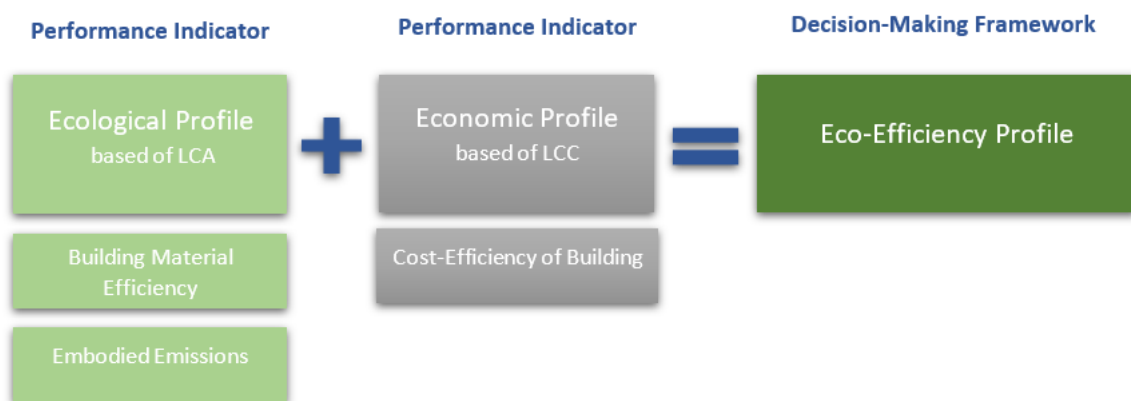 Performance Indicator
Performance Indicator
Decision-Making Framework
Ecological Profile
based of LCA
Economic Profile
based of LCC
Eco-Efficiency Profile
Building Material
Efficiency
Cost-Efficiency of Building
Embodied Emissions